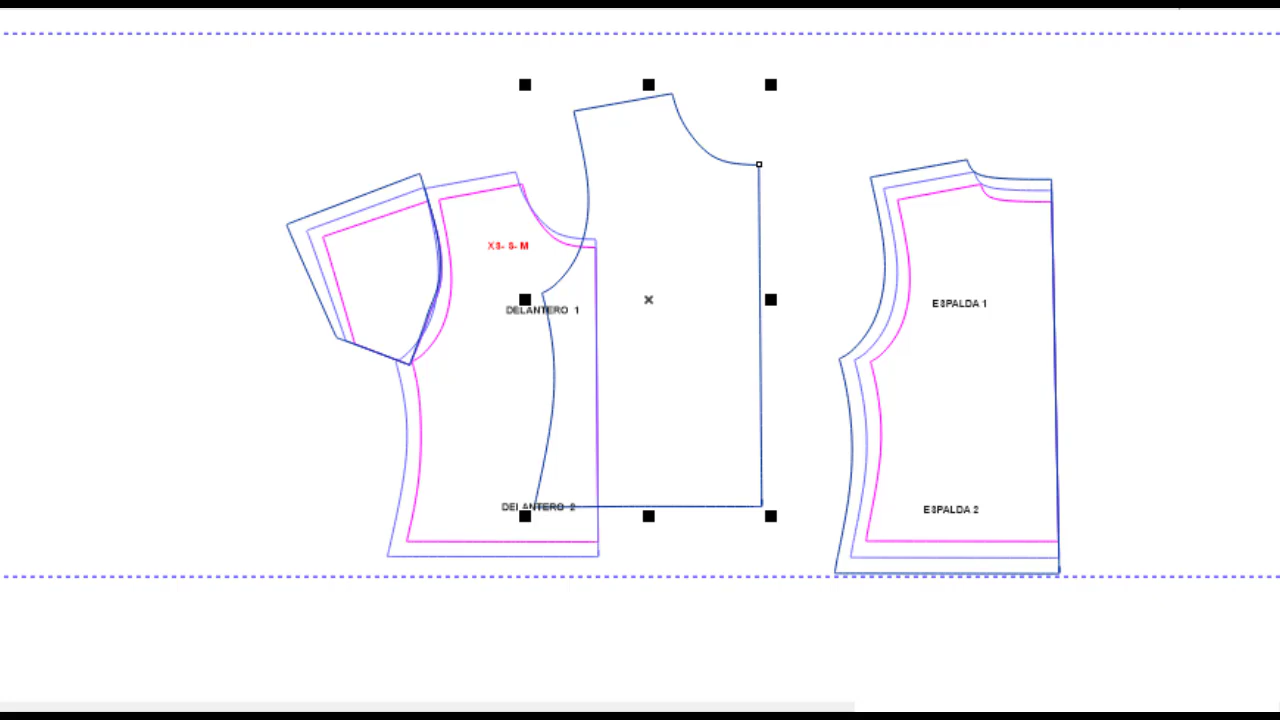 XS- S- M
DELANTERO 1
ESPALDA 1
DELANTERO 2
ESPALDA 2